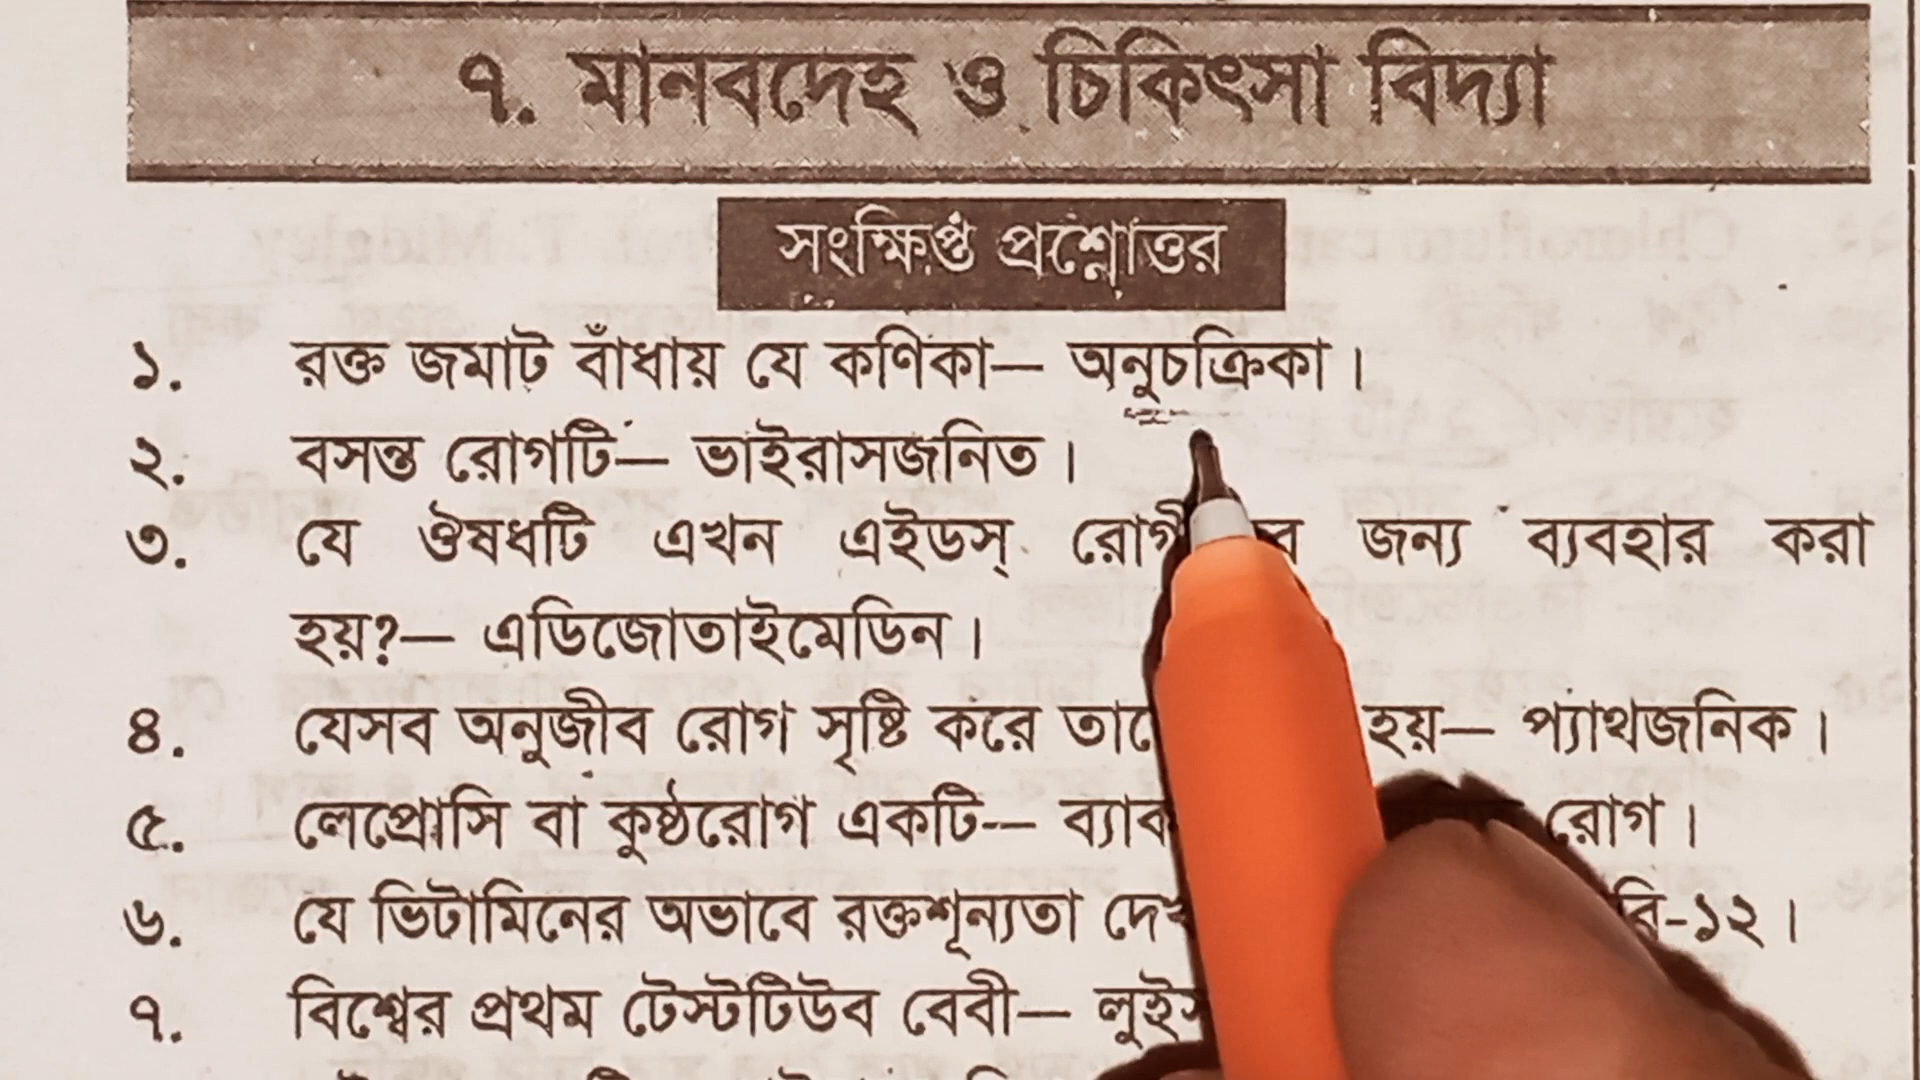 ৭. মানবদেহ ও চিকিৎসা বিদ্যা
সংক্ষিপ্ত প্রশ্নোত্তর
১. রক্ত জমাট বাঁধায় যে কণিকা— অনুচক্রিকা।
২. বসন্ত রোগটি— ভাইরাসজনিত।
৩. যে ঔষধটি এখন এইডস্ জন্য ব্যবহার করা
হয়?— এডিজোতাইমেডিন।
৪. যেসব অনুজীব রোগ সৃষ্টি করে হয়— প্যাথজনিক।
৫. লেপ্রোসি বা কুষ্ঠরোগ একটি— রোগ।
৬. যে ভিটামিনের অভাবে রক্তশূন্যতা বি-১২।
৭. বিশ্বের প্রথম টেস্টটিউব বেবী—